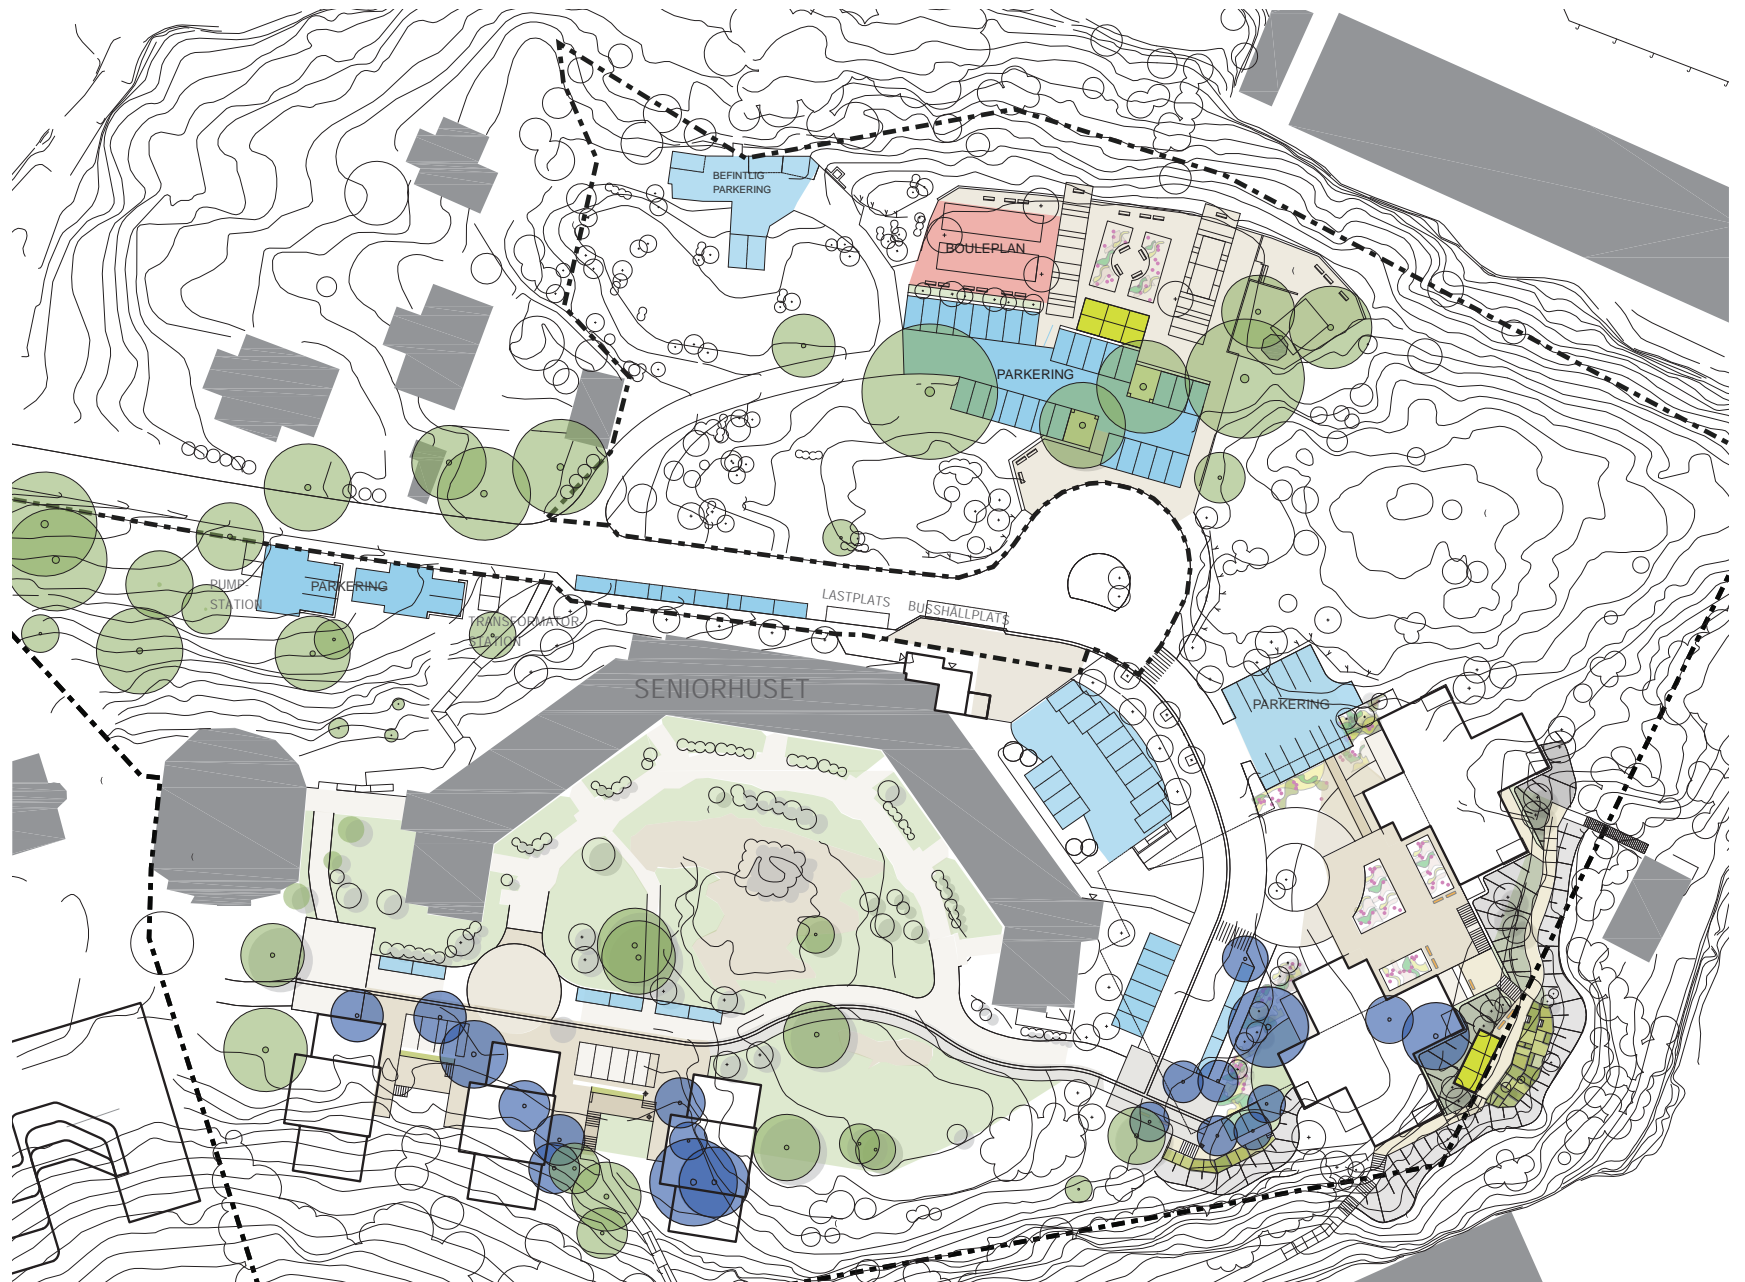 BEFINTLIG
PARKERING
BOULEPLAN
PARKERING
PUMP-
STATION
PARKERING
TRANSFORMATOR
STATION
LASTPLATS
BUSSHÅLLPLATS
SENIORHUSET
PARKERING